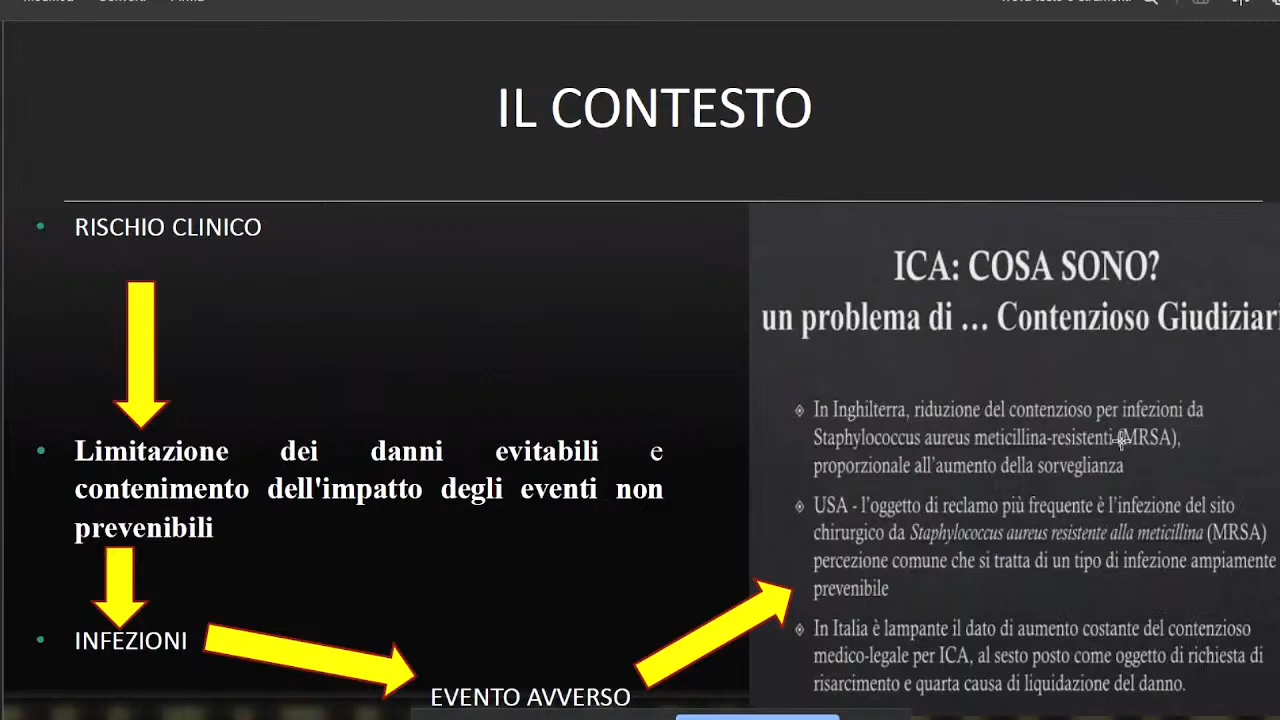 IL CONTESTO
• RISCHIO CLINICO
• Limitazione dei danni evitabili e
contenimento dell'impatto degli eventi non
prevenibili
• INFEZIONI
EVENTO AVVERSO
ICA: COSA SONO?
un problema di … Contenzioso Giudiziari
In Inghilterra, riduzione del contenzioso per infezioni da
Staphylococcus aureus meticillina-resistenti (MRSA),
proporzionale all’aumento della sorveglianza
USA - l’oggetto di reclamo più frequente è l’infezione del sito
chirurgico da Staphylococcus aureus resistente alla meticillina (MRSA)
percezione comune che si tratta di un tipo di infezione ampiamente
prevenibile
In Italia è lampante il dato di aumento costante del contenzioso
medico-legale per ICA, al sesto posto come oggetto di richiesta di
risarcimento e quarta causa di liquidazione del danno.